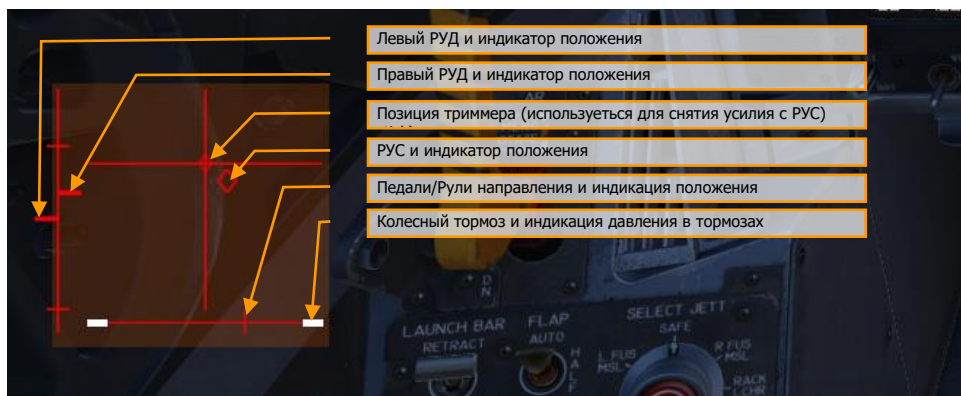 Левый РУД и индикатор положения
Правый РУД и индикатор положения
Позиция триммера (используеться для снятия усилия с РУС)
РУС и индикатор положения
Педали/Рули направления и индикация положения
Колесный тормоз и индикация давления в тормозах
DN
LAUNCH BAR
RETRACT
FLAP
AUTO
HALF
SELECT JETT
SAFE
L FUS
MSL
R FUS
MSL
RACK
LCHR